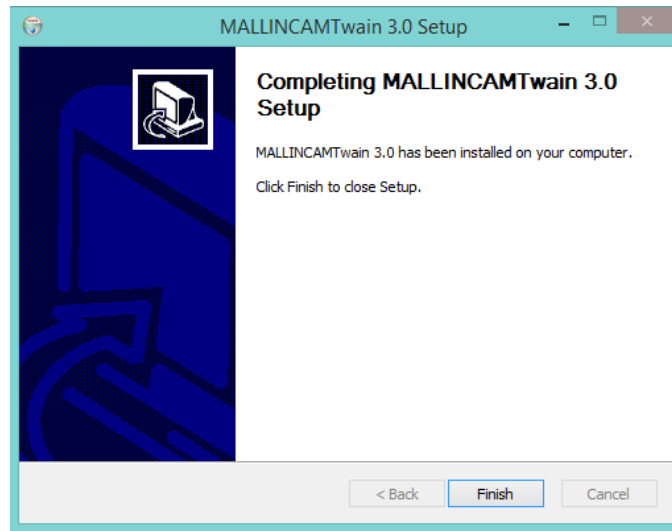 MALLINCAMTwain 3.0 Setup
Completing MALLINCAMTwain 3.0
Setup
MALLINCAMTwain 3.0 has been installed on your computer.
Click Finish to close Setup.
< Back Finish Cancel